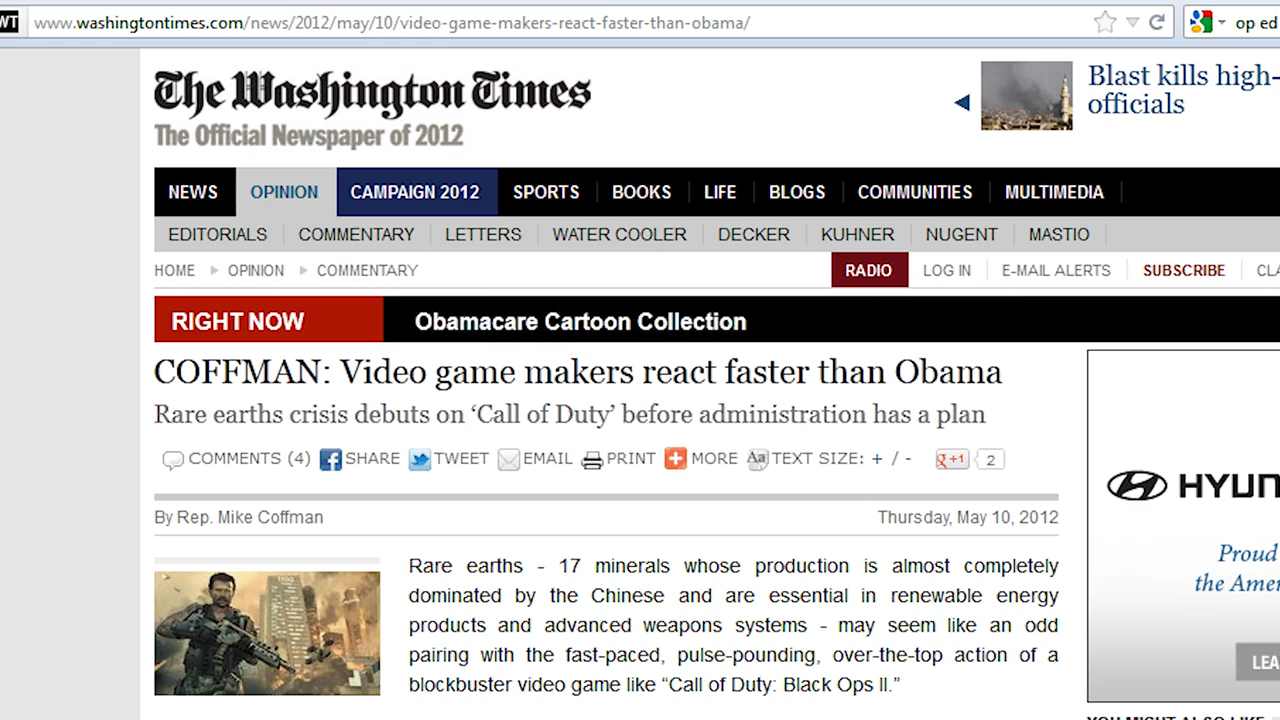 WT www.washingtontimes.com/news/2012/may/10/video-game-makers-react-faster-than-obama/ op ed
The Washington Times
The Official Newspaper of 2012
Blast kills high-
officials
NEWS OPINION CAMPAIGN 2012 SPORTS BOOKS LIFE BLOGS COMMUNITIES MULTIMEDIA
EDITORIALS COMMENTARY LETTERS WATER COOLER DECKER KUHNER NUGENT MASTIO
HOME OPINION COMMENTARY RADIO LOG IN E-MAIL ALERTS SUBSCRIBE CLA
RIGHT NOW Obamacare Cartoon Collection
COFFMAN: Video game makers react faster than Obama
Rare earths crisis debuts on ‘Call of Duty’ before administration has a plan
COMMENTS (4) SHARE TWEET EMAIL PRINT MORE Aa TEXT SIZE: + / - g +1 2
By Rep. Mike Coffman Thursday, May 10, 2012
Rare earths - 17 minerals whose production is almost completely
dominated by the Chinese and are essential in renewable energy
products and advanced weapons systems - may seem like an odd
pairing with the fast-paced, pulse-pounding, over-the-top action of a
blockbuster video game like “Call of Duty: Black Ops II.”
HYUN
Proud
the Ame
LEA
YOU MIGHT ALSO LIKE